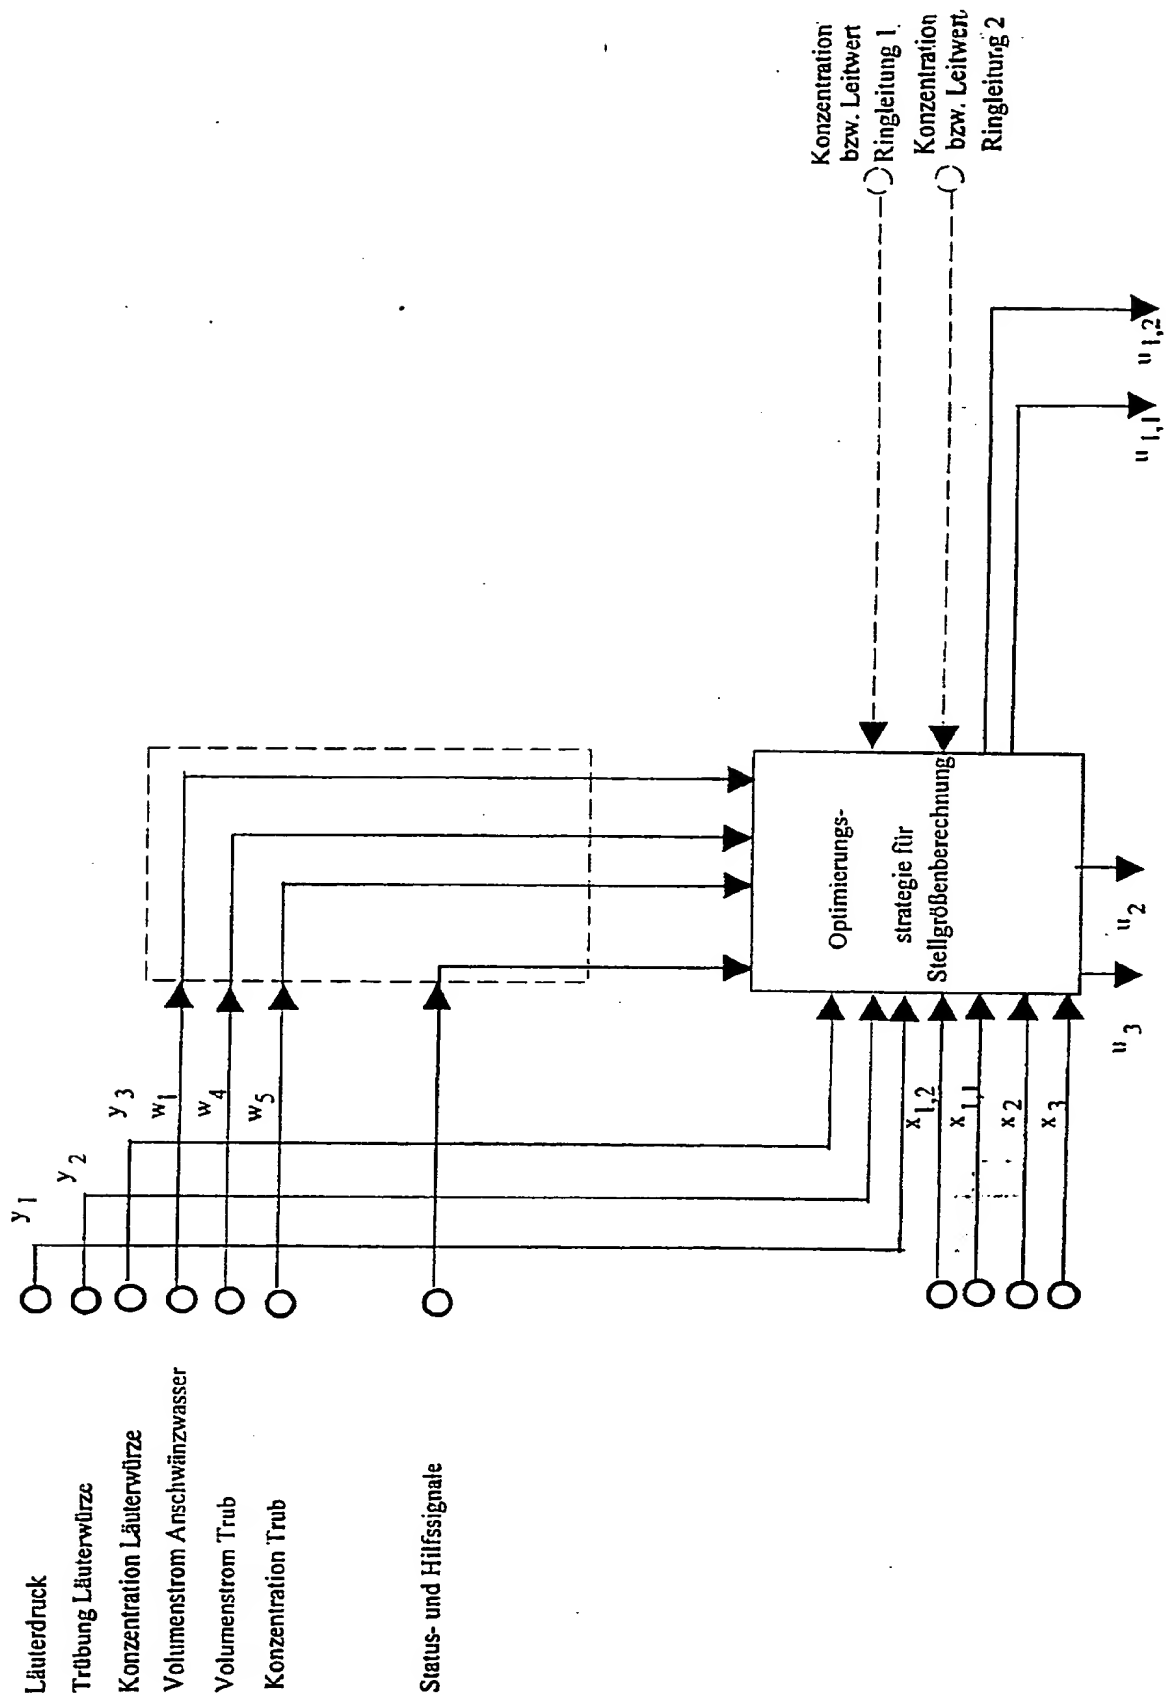 Läuterdruck
Trübung Läuterwürze
Konzentration Läuterwürze
Volumenstrom Anschwänzwasser
Volumenstrom Trub
Konzentration Trub
Status- und Hilfssignale
y1
y2
y3
w1
w4
w5
x1,2
x1,1
x2
x3
Optimierungs-
strategie für
Stellgrößenberechnung
u3
u2
u1,1
u1,2
Konzentration
bzw. Leitwert
Ringleitung 1
Konzentration
bzw. Leitwert
Ringleitung 2